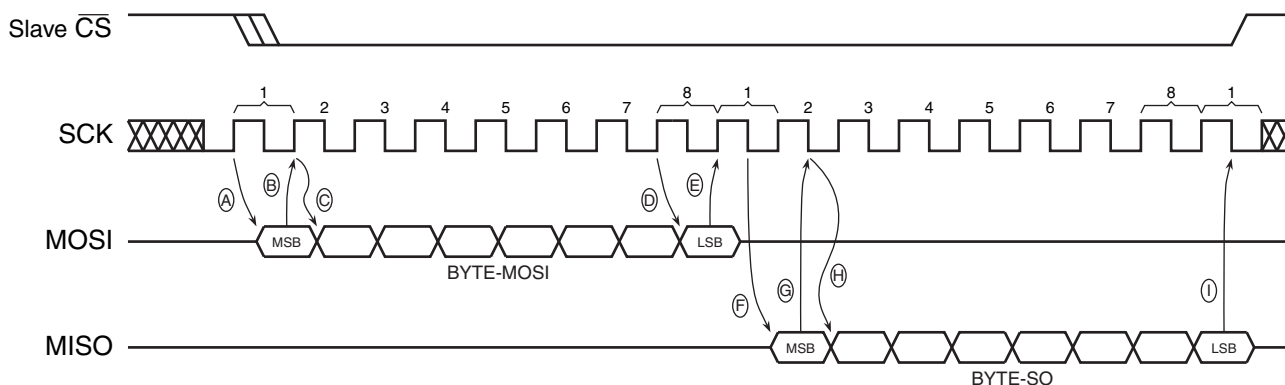 Slave CS
1 2 3 4 5 6 7 8 1 2 3 4 5 6 7 8 1
SCK
A B C D E
MOSI MSB LSB
BYTE-MOSI
F G H I
MISO MSB LSB
BYTE-SO